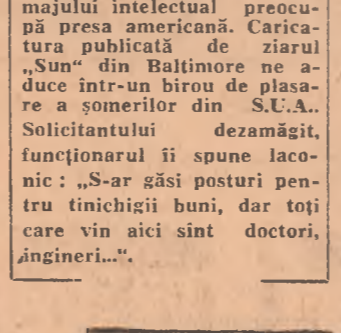 majului intelectual preocu-
pă presa americană. Carica-
tura publicată de ziarul
„Sun“ din Baltimore ne a-
duce într-un birou de plasa-
re a șomerilor din S.U.A..
Solicitantului dezamăgit,
funcționarul îi spune laco-
nic : „S-ar găsi posturi pen-
tru tinichigii buni, dar toți
care vin aici sînt doctori,
ingineri...“.